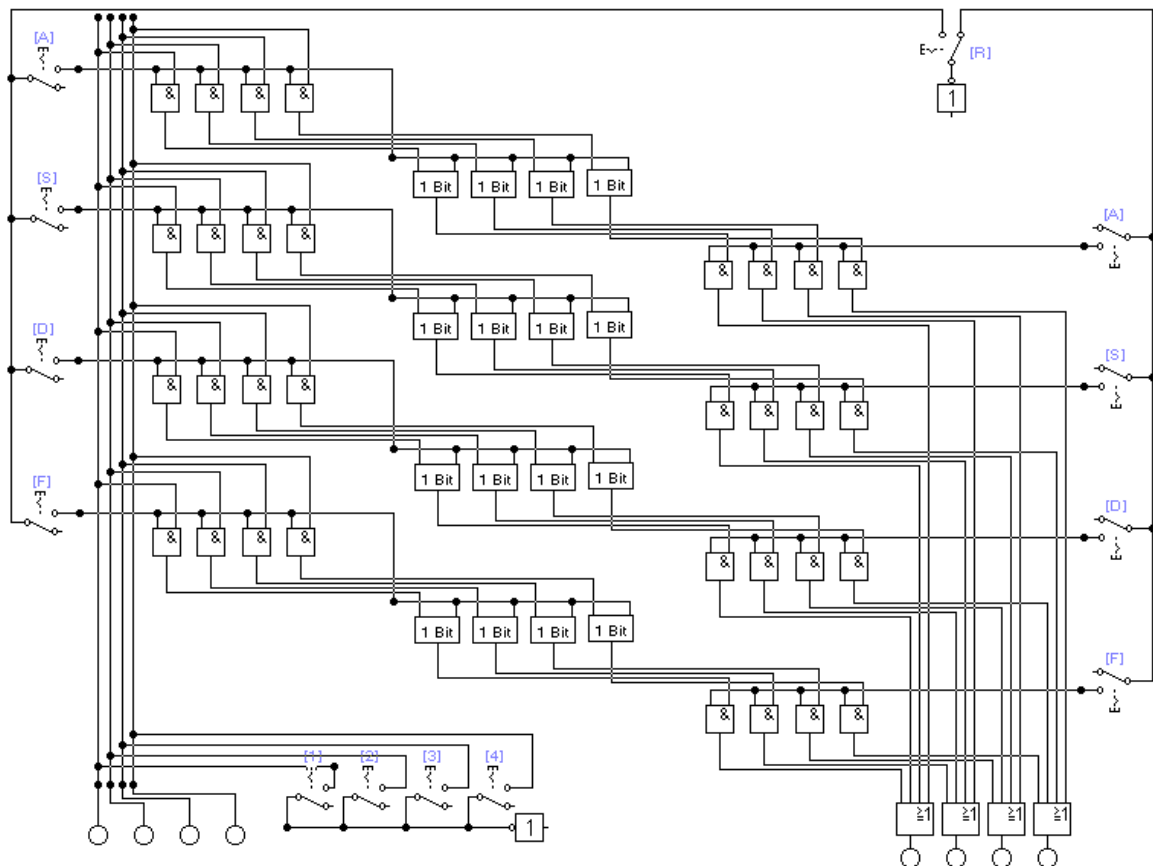 [A]
[R]
& & & &
1
1 Bit 1 Bit 1 Bit 1 Bit
[S]
[A]
& & & &
& & & &
1 Bit 1 Bit 1 Bit 1 Bit
[D]
[S]
& & & &
& & & &
1 Bit 1 Bit 1 Bit 1 Bit
[F]
[D]
& & & &
& & & &
1 Bit 1 Bit 1 Bit 1 Bit
[F]
& & & &
[1] [2] [3] [4]
1
≥1 ≥1 ≥1 ≥1